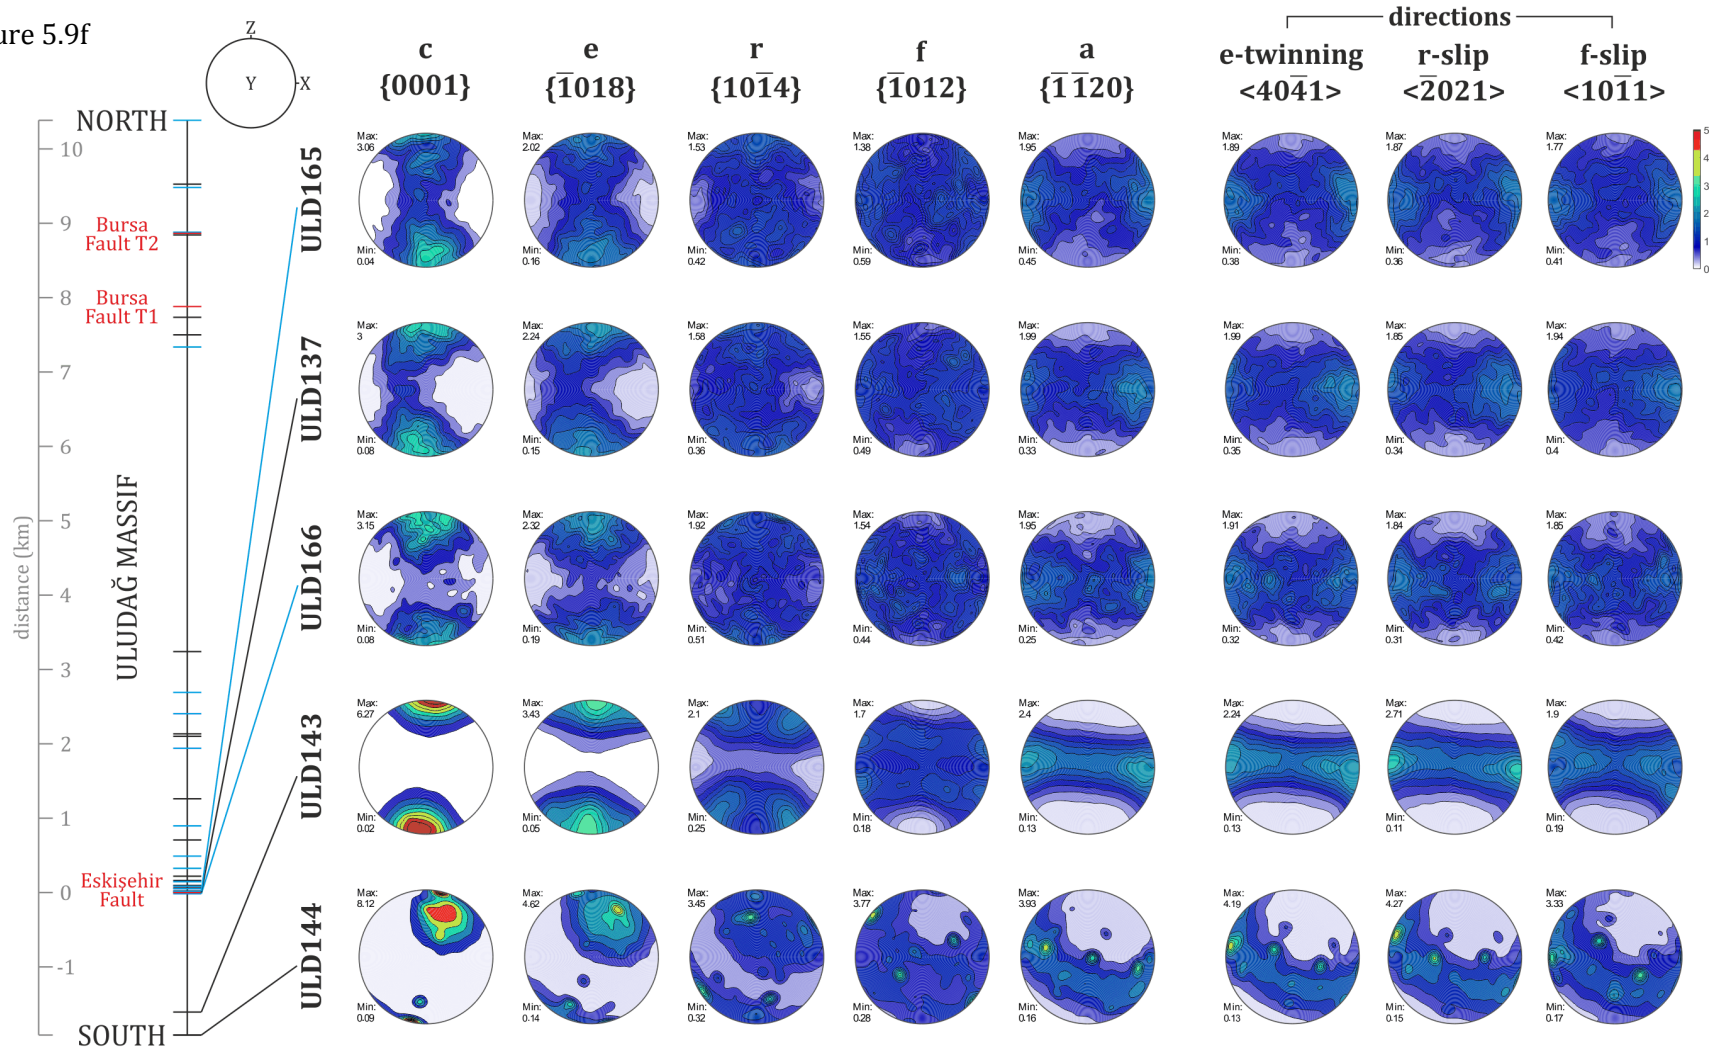 ure 5.9f
Z
Y
X
directions
c
{0001}
e
{1̅018}
r
{101̅4}
f
{1̅012}
a
{1̅1̅20}
e-twinning
<404̅1>
r-slip
<2̅021>
f-slip
<101̅1>
NORTH
10
9
8
7
6
5
4
3
2
1
0
-1
SOUTH
distance (km)
ULUDAĞ MASSIF
Bursa
Fault T2
Bursa
Fault T1
Eskişehir
Fault
5
4
3
2
1
0
ULD165
Max:
3.06
Min:
0.04
Max:
2.02
Min:
0.16
Max:
1.53
Min:
0.42
Max:
1.38
Min:
0.59
Max:
1.95
Min:
0.45
Max:
1.89
Min:
0.38
Max:
1.87
Min:
0.36
Max:
1.77
Min:
0.41
ULD137
Max:
3
Min:
0.08
Max:
2.24
Min:
0.15
Max:
1.58
Min:
0.36
Max:
1.55
Min:
0.49
Max:
1.99
Min:
0.33
Max:
1.99
Min:
0.35
Max:
1.85
Min:
0.34
Max:
1.94
Min:
0.4
ULD166
Max:
3.15
Min:
0.08
Max:
2.32
Min:
0.19
Max:
1.92
Min:
0.51
Max:
1.54
Min:
0.44
Max:
1.95
Min:
0.25
Max:
1.91
Min:
0.32
Max:
1.84
Min:
0.31
Max:
1.85
Min:
0.42
ULD143
Max:
6.27
Min:
0.02
Max:
3.43
Min:
0.05
Max:
2.1
Min:
0.25
Max:
1.7
Min:
0.18
Max:
2.4
Min:
0.13
Max:
2.24
Min:
0.13
Max:
2.71
Min:
0.11
Max:
1.9
Min:
0.19
ULD144
Max:
8.12
Min:
0.09
Max:
4.62
Min:
0.14
Max:
3.45
Min:
0.32
Max:
3.77
Min:
0.28
Max:
3.93
Min:
0.16
Max:
4.19
Min:
0.13
Max:
4.27
Min:
0.15
Max:
3.33
Min:
0.17